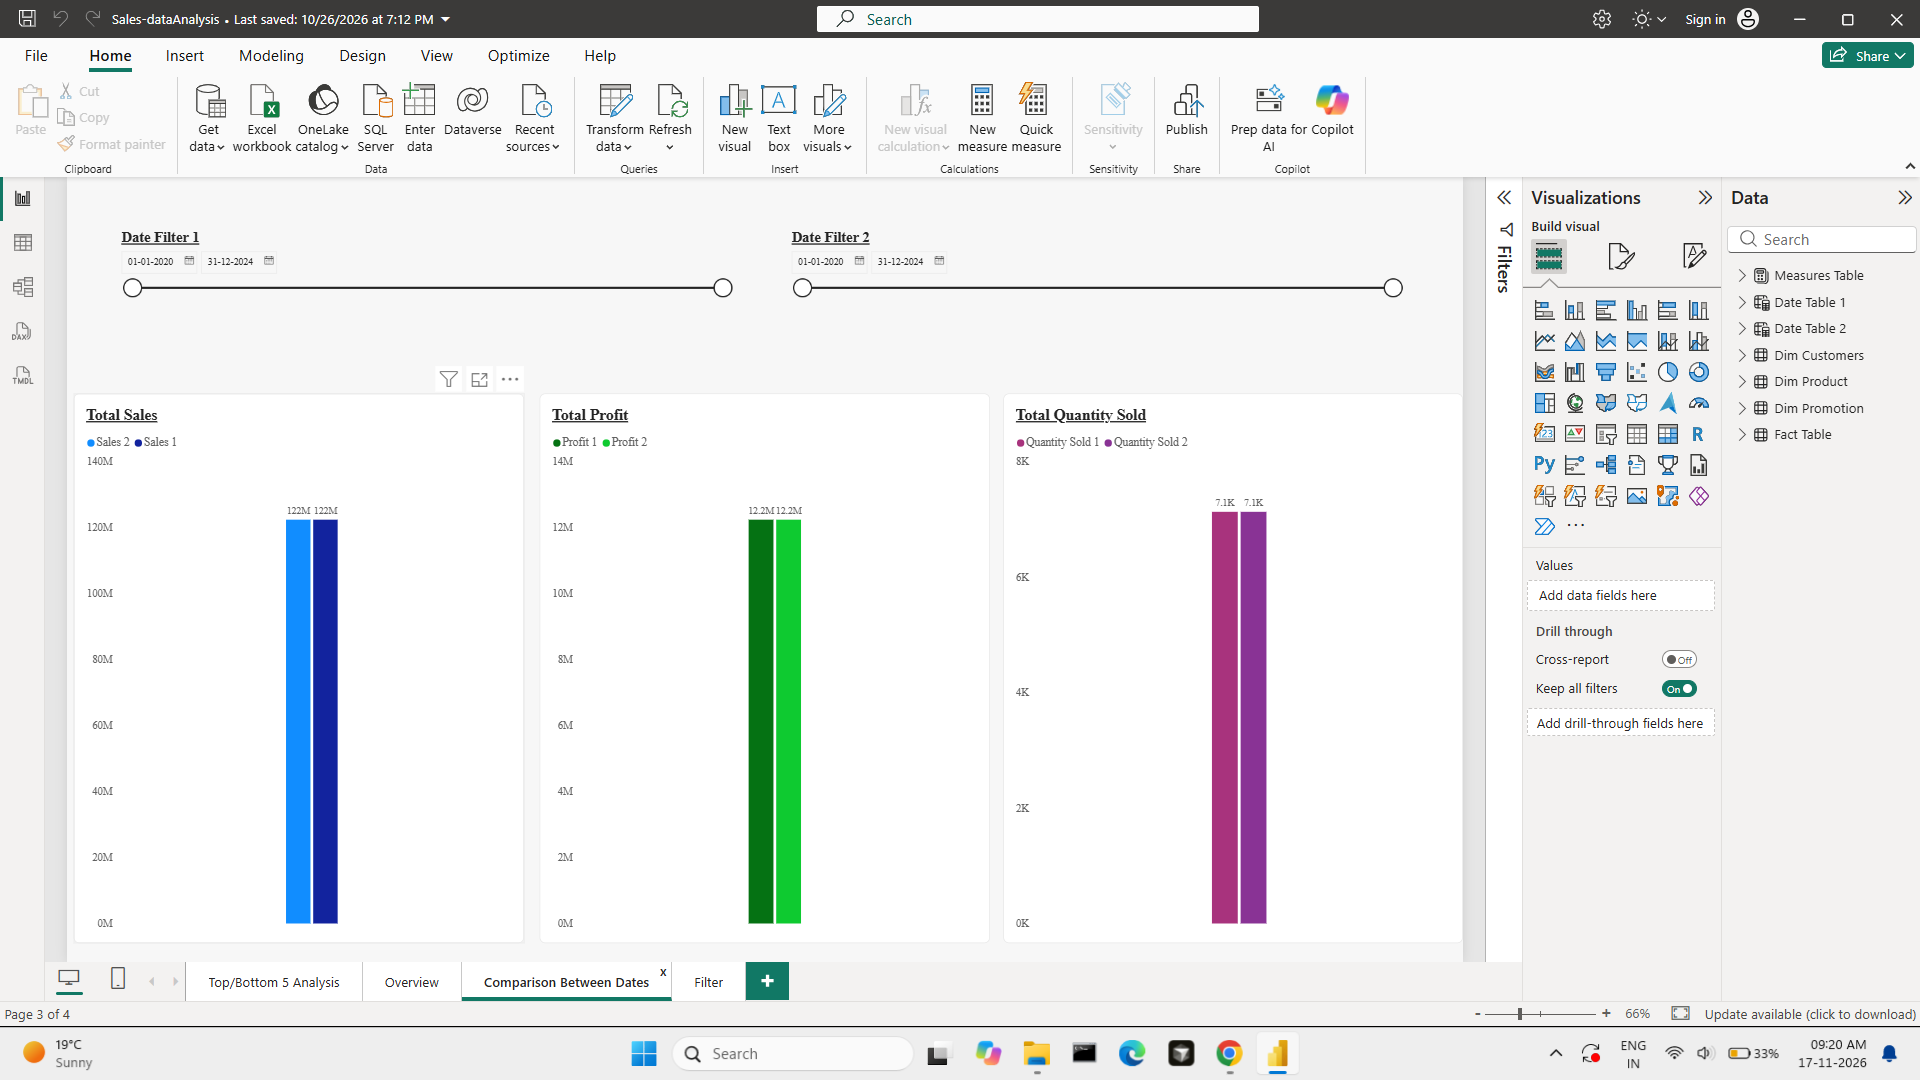 Sales-dataAnalysis • Last saved: 10/26/2026 at 7:12 PM
Search
Sign in
File
Home
Insert
Modeling
Design
View
Optimize
Help
Share
Paste
Cut
Copy
Format painter
Clipboard
Get data
Excel workbook
OneLake catalog
SQL Server
Enter data
Dataverse
Recent sources
Data
Transform data
Refresh
Queries
New visual
Text box
More visuals
Insert
New visual calculation
New measure
Quick measure
Calculations
Sensitivity
Sensitivity
Publish
Share
Prep data for AI
Copilot
Copilot
DAX
TMDL
Date Filter 1
01-01-2020
31-12-2024
Date Filter 2
01-01-2020
31-12-2024
Total Sales
Sales 2
Sales 1
140M
120M
100M
80M
60M
40M
20M
0M
122M
122M
Total Profit
Profit 1
Profit 2
14M
12M
10M
8M
6M
4M
2M
0M
12.2M
12.2M
Total Quantity Sold
Quantity Sold 1
Quantity Sold 2
8K
6K
4K
2K
0K
7.1K
7.1K
Filters
Visualizations
Build visual
123
R
Py
Values
Add data fields here
Drill through
Cross-report
Off
Keep all filters
On
Add drill-through fields here
Data
Search
Measures Table
Date Table 1
Date Table 2
Dim Customers
Dim Product
Dim Promotion
Fact Table
Top/Bottom 5 Analysis
Overview
Comparison Between Dates
x
Filter
+
Page 3 of 4
- +
66%
Update available (click to download)
19°C
Sunny
Search
ENG
IN
33%
09:20 AM
17-11-2026